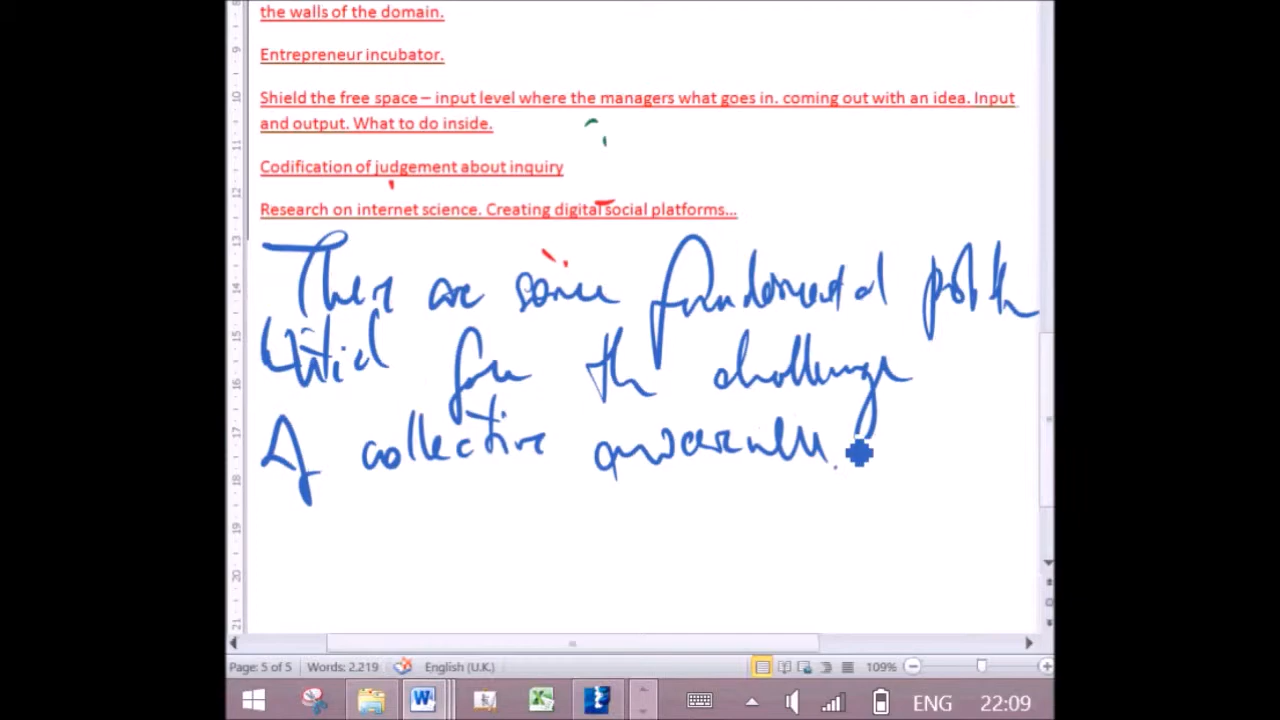 the walls of the domain.
Entrepreneur incubator.
Shield the free space – input level where the managers what goes in. coming out with an idea. Input
and output. What to do inside.
Codification of judgement about inquiry
Research on internet science. Creating digital social platforms...
There are some fundamental
for the challenge
of collective awareness.
Page: 5 of 5 Words: 2.219 English (U.K.) 109%
ENG 22:09